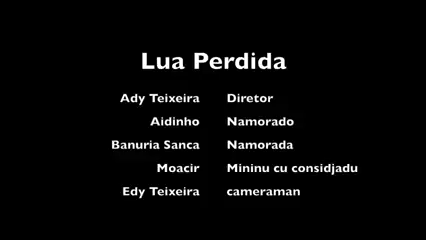 Lua Perdida
Ady Teixeira Diretor
Aidinho Namorado
Banuria Sanca Namorada
Moacir Mininu cu considjadu
Edy Teixeira cameraman